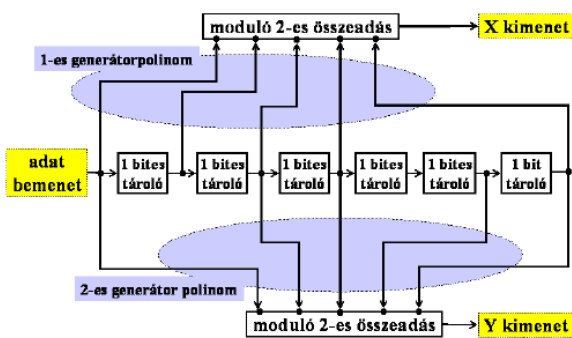 moduló 2-es összeadás
X kimenet
1-es generátorpolinom
adat
bemenet
1 bites
tároló
1 bites
tároló
1 bites
tároló
1 bites
tároló
1 bites
tároló
1 bit
tároló
2-es generátor polinom
moduló 2-es összeadás
Y kimenet